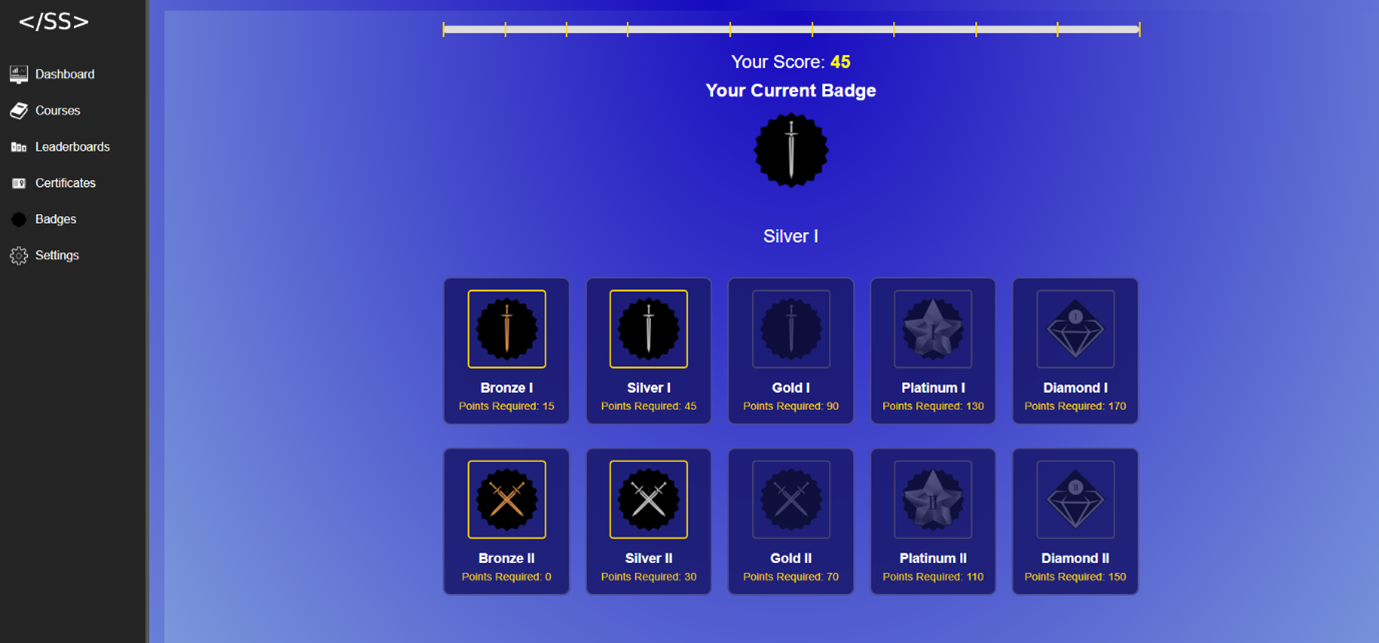 </SS>
Dashboard
Courses
Leaderboards
Certificates
Badges
Settings
Your Score: 45
Your Current Badge
Silver I
Bronze I
Points Required: 15
Silver I
Points Required: 45
Gold I
Points Required: 90
Platinum I
Points Required: 130
I
Diamond I
Points Required: 170
Bronze II
Points Required: 0
Silver II
Points Required: 30
Gold II
Points Required: 70
II
Platinum II
Points Required: 110
II
Diamond II
Points Required: 150